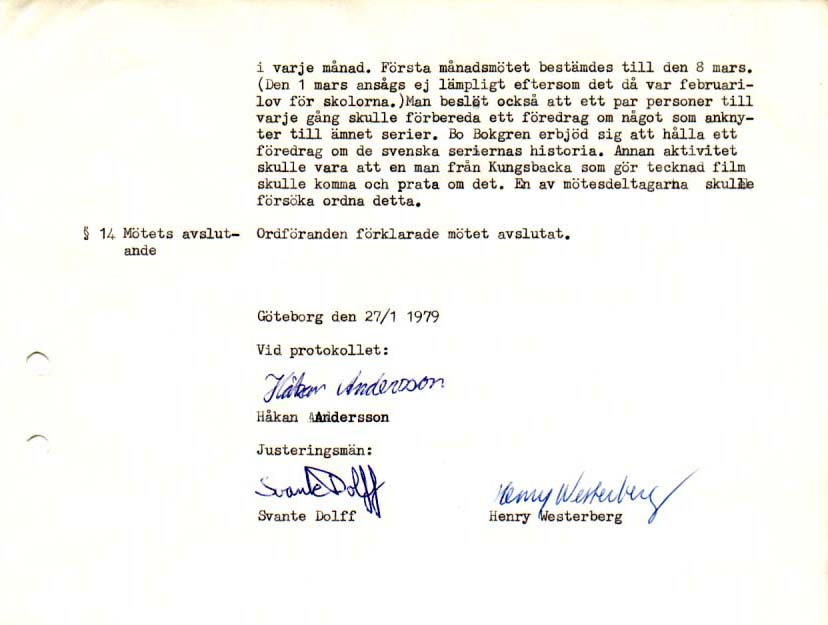 i varje månad. Första månadsmötet bestämdes till den 8 mars.
(Den 1 mars ansågs ej lämpligt eftersom det då var februari-
lov för skolorna.)Man beslöt också att ett par personer till
varje gång skulle förbereda ett föredrag om något som ankny-
ter till ämnet serier. Bo Bokgren erbjöd sig att hålla ett
föredrag om de svenska seriernas historia. Annan aktivitet
skulle vara att en man från Kungsbacka som gör tecknad film
skulle komma och prata om det. En av mötesdeltagarna skulle
försöka ordna detta.
§ 14 Mötets avslut- Ordföranden förklarade mötet avslutat.
ande
Göteborg den 27/1 1979
Vid protokollet:
Håkan Andersson
Håkan Andersson
Justeringsmän:
Svante Dolff Henry Westerberg
Svante Dolff Henry Westerberg